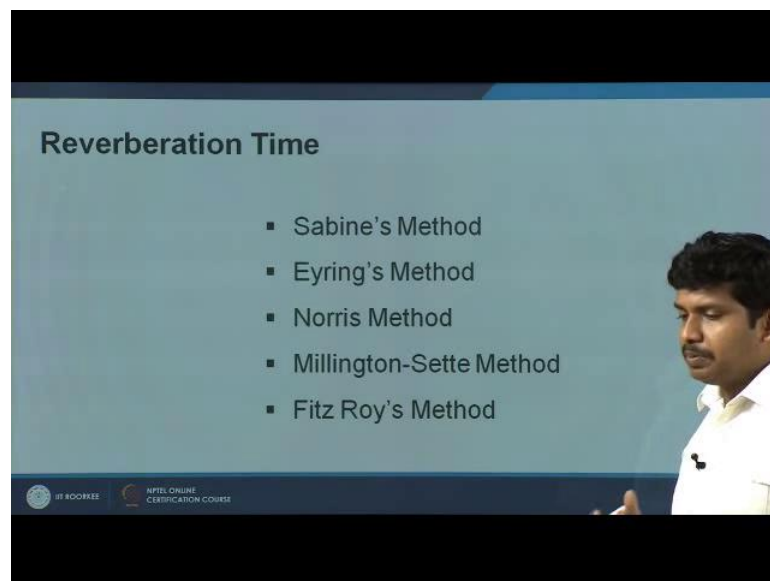 Reverberation Time
▪ Sabine's Method
▪ Eyring's Method
▪ Norris Method
▪ Millington-Sette Method
▪ Fitz Roy's Method
IIT ROORKEE
NPTEL ONLINE
CERTIFICATION COURSE